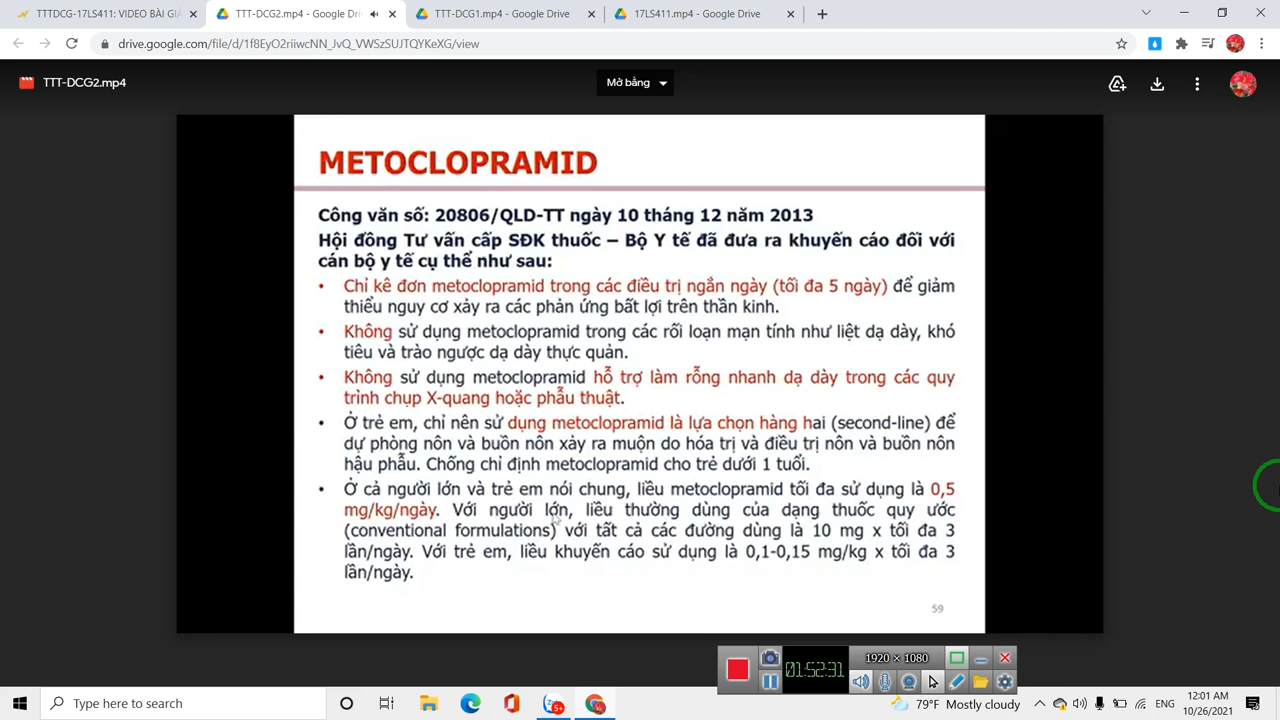 TTTDCG-17LS411: VIDEO BÀI GIẢ
TTT-DCG2.mp4 - Google Drive
TTT-DCG1.mp4 - Google Drive
17LS411.mp4 - Google Drive
drive.google.com/file/d/1f8EyO2riiwcNN_JvQ_VWSzSUJTQYKeXG/view
TTT-DCG2.mp4
Mở bằng
METOCLOPRAMID
Công văn số: 20806/QLD-TT ngày 10 tháng 12 năm 2013
Hội đồng Tư vấn cấp SĐK thuốc – Bộ Y tế đã đưa ra khuyến cáo đối với
cán bộ y tế cụ thể như sau:
• Chỉ kê đơn metoclopramid trong các điều trị ngắn ngày (tối đa 5 ngày) để giảm
thiểu nguy cơ xảy ra các phản ứng bất lợi trên thần kinh.
• Không sử dụng metoclopramid trong các rối loạn mạn tính như liệt dạ dày, khó
tiêu và trào ngược dạ dày thực quản.
• Không sử dụng metoclopramid hỗ trợ làm rỗng nhanh dạ dày trong các quy
trình chụp X-quang hoặc phẫu thuật.
• Ở trẻ em, chỉ nên sử dụng metoclopramid là lựa chọn hàng hai (second-line) để
dự phòng nôn và buồn nôn xảy ra muộn do hóa trị và điều trị nôn và buồn nôn
hậu phẫu. Chống chỉ định metoclopramid cho trẻ dưới 1 tuổi.
• Ở cả người lớn và trẻ em nói chung, liều metoclopramid tối đa sử dụng là 0,5
mg/kg/ngày. Với người lớn, liều thường dùng của dạng thuốc quy ước
(conventional formulations) với tất cả các đường dùng là 10 mg x tối đa 3
lần/ngày. Với trẻ em, liều khuyến cáo sử dụng là 0,1-0,15 mg/kg x tối đa 3
lần/ngày.
59
1920 × 1080
01:52:31
Type here to search
5+
79°F Mostly cloudy
ENG
12:01 AM
10/26/2021